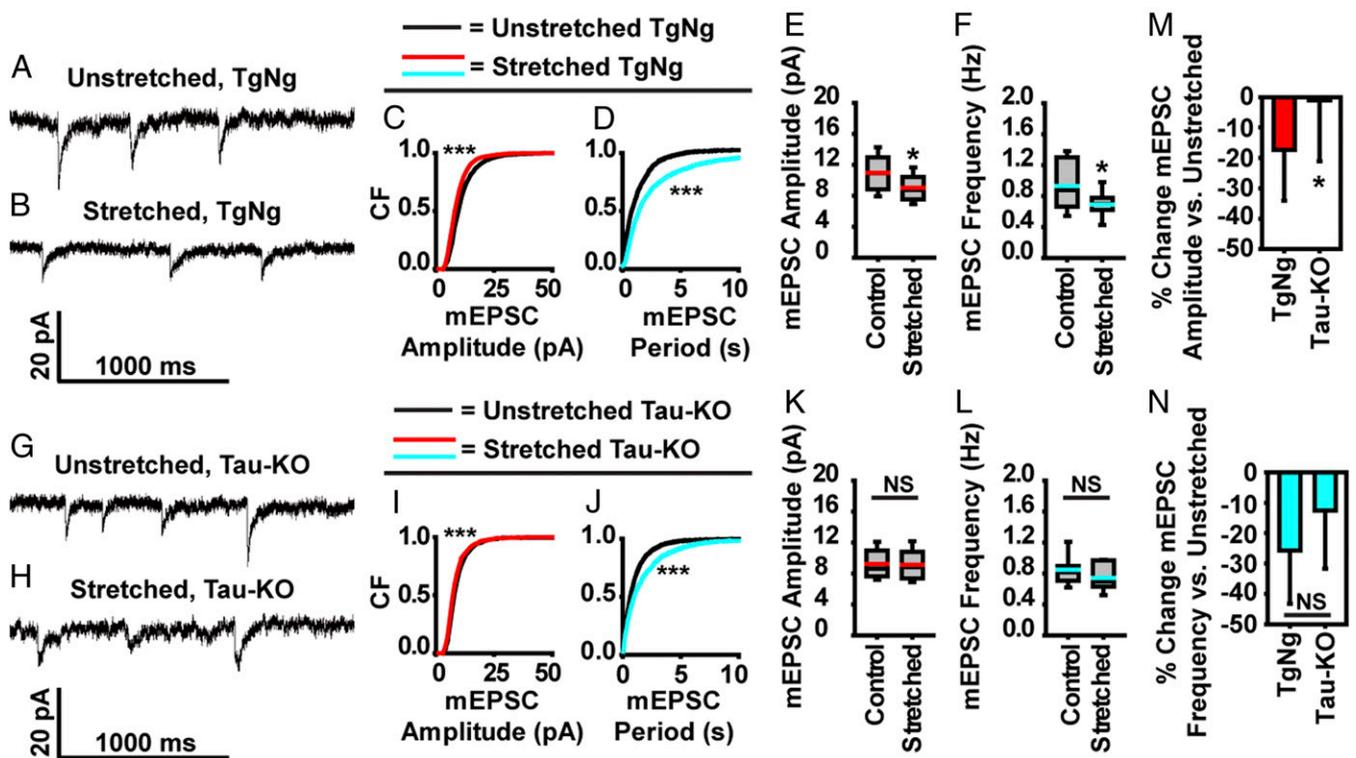 A
Unstretched, TgNg
B
Stretched, TgNg
20 pA
1000 ms
= Unstretched TgNg
= Stretched TgNg
C
***
1.0
0.5
0.0
CF
0 25 50
mEPSC
Amplitude (pA)
D
***
1.0
0.5
0.0
0 5 10
mEPSC
Period (s)
E
mEPSC Amplitude (pA)
20
16
12
8
4
0
*
Control
Stretched
F
mEPSC Frequency (Hz)
2.0
1.6
1.2
0.8
0.4
0.0
*
Control
Stretched
M
% Change mEPSC
Amplitude vs. Unstretched
0
-10
-20
-30
-40
-50
*
TgNg
Tau-KO
G
Unstretched, Tau-KO
H
Stretched, Tau-KO
20 pA
1000 ms
= Unstretched Tau-KO
= Stretched Tau-KO
I
***
1.0
0.5
0.0
CF
0 25 50
mEPSC
Amplitude (pA)
J
***
1.0
0.5
0.0
0 5 10
mEPSC
Period (s)
K
mEPSC Amplitude (pA)
20
16
12
8
4
0
NS
Control
Stretched
L
mEPSC Frequency (Hz)
2.0
1.6
1.2
0.8
0.4
0.0
NS
Control
Stretched
N
% Change mEPSC
Frequency vs. Unstretched
0
-10
-20
-30
-40
-50
NS
TgNg
Tau-KO